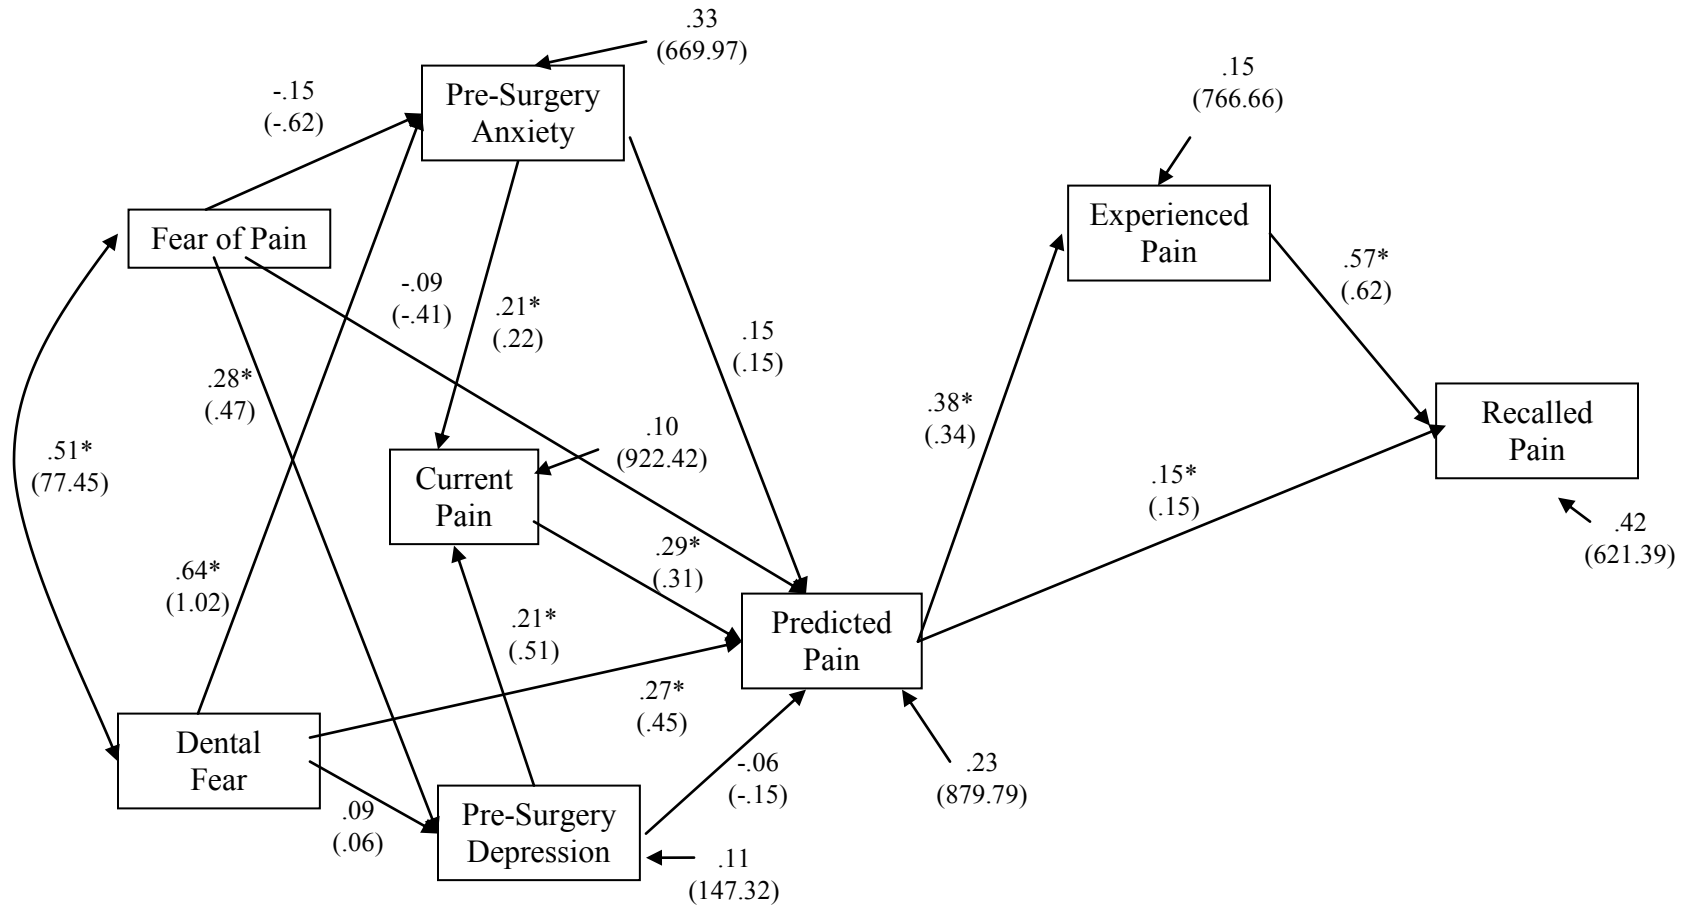 .33
(669.97)
Pre-Surgery
Anxiety
-.15
(-.62)
.15
(766.66)
Experienced
Pain
Fear of Pain
-.09
(-.41)
.21*
(.22)
.15
(.15)
.57*
(.62)
.28*
(.47)
.38*
(.34)
Recalled
Pain
.51*
(77.45)
.10
(922.42)
Current
Pain
.15*
(.15)
.42
(621.39)
.29*
(.31)
.64*
(1.02)
.21*
(.51)
Predicted
Pain
.27*
(.45)
Dental
Fear
-.06
(-.15)
.23
(879.79)
.09
(.06)
Pre-Surgery
Depression
.11
(147.32)